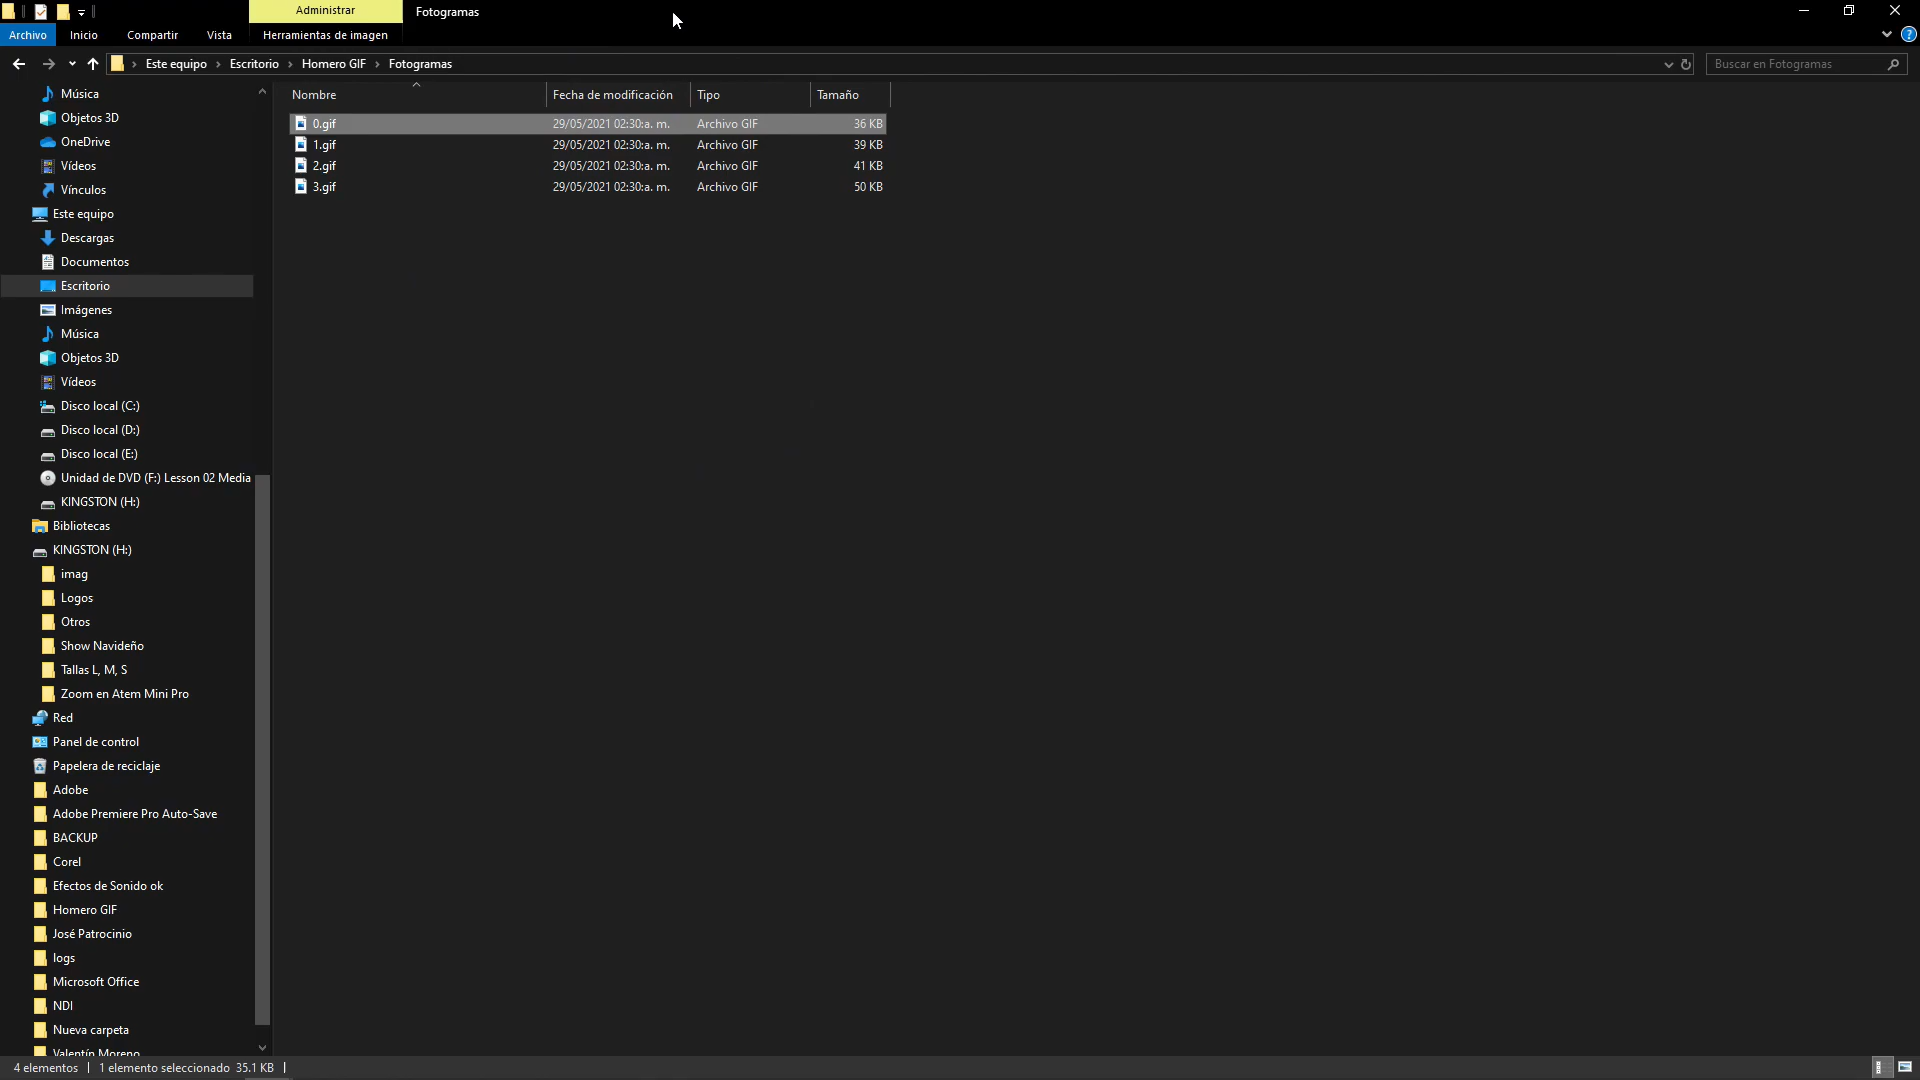 Administrar
Fotogramas
Archivo
Inicio
Compartir
Vista
Herramientas de imagen
Este equipo
Escritorio
Homero GIF
Fotogramas
Buscar en Fotogramas
Nombre
Fecha de modificación
Tipo
Tamaño
0.gif 29/05/2021 02:30:a. m. Archivo GIF 36 KB
1.gif 29/05/2021 02:30:a. m. Archivo GIF 39 KB
2.gif 29/05/2021 02:30:a. m. Archivo GIF 41 KB
3.gif 29/05/2021 02:30:a. m. Archivo GIF 50 KB
Música
Objetos 3D
OneDrive
Vídeos
Vínculos
Este equipo
Descargas
Documentos
Escritorio
Imágenes
Música
Objetos 3D
Vídeos
Disco local (C:)
Disco local (D:)
Disco local (E:)
Unidad de DVD (F:) Lesson 02 Media
KINGSTON (H:)
Bibliotecas
KINGSTON (H:)
imag
Logos
Otros
Show Navideño
Tallas L, M, S
Zoom en Atem Mini Pro
Red
Panel de control
Papelera de reciclaje
Adobe
Adobe Premiere Pro Auto-Save
BACKUP
Corel
Efectos de Sonido ok
Homero GIF
José Patrocinio
logs
Microsoft Office
NDI
Nueva carpeta
Valentín Moreno
4 elementos
1 elemento seleccionado 35.1 KB